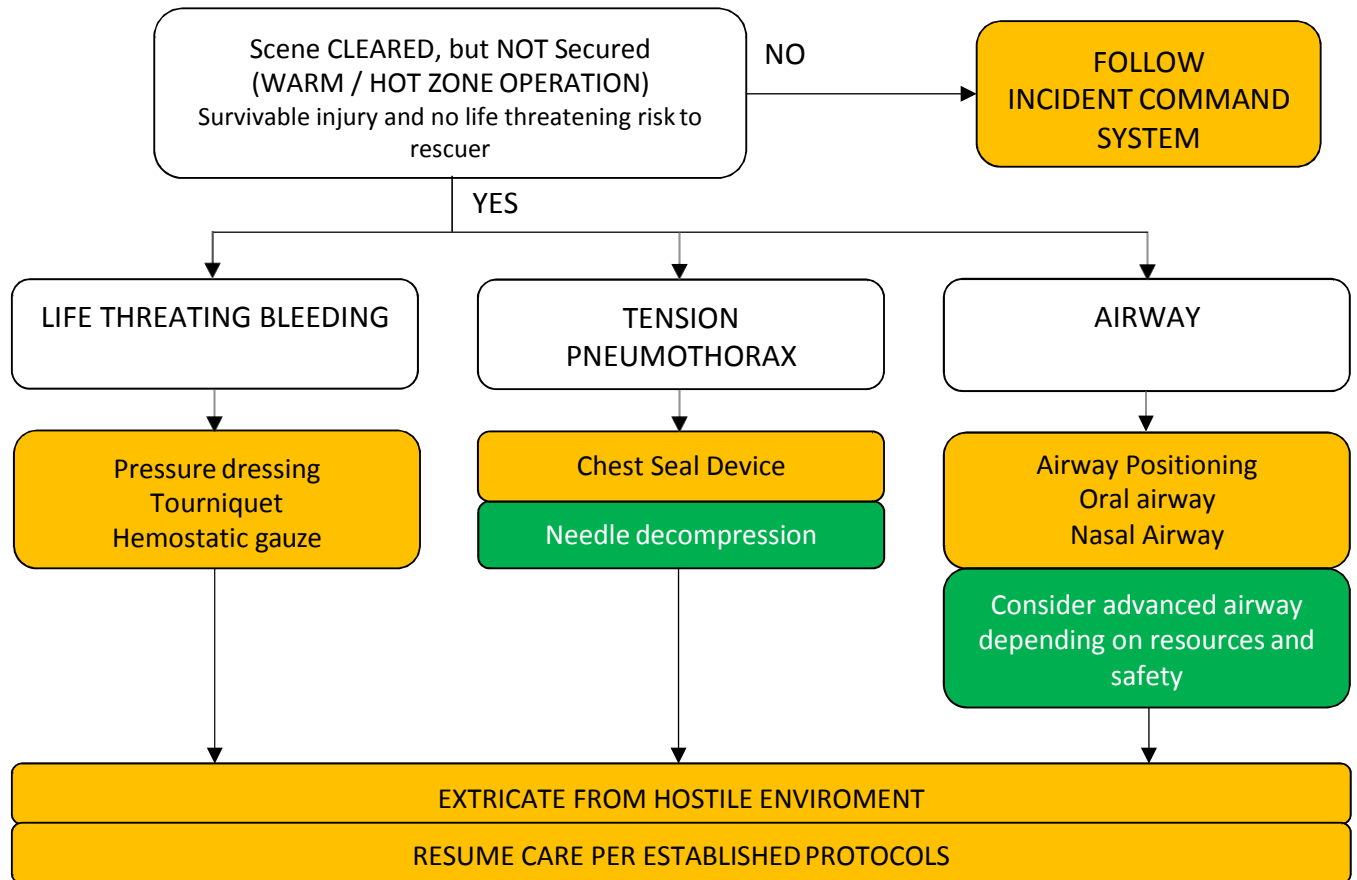 Scene CLEARED, but NOT Secured
(WARM / HOT ZONE OPERATION)
Survivable injury and no life threatening risk to
rescuer
NO
FOLLOW
INCIDENT COMMAND
SYSTEM
YES
LIFE THREATING BLEEDING
TENSION
PNEUMOTHORAX
AIRWAY
Pressure dressing
Tourniquet
Hemostatic gauze
Chest Seal Device
Needle decompression
Airway Positioning
Oral airway
Nasal Airway
Consider advanced airway
depending on resources and
safety
EXTRICATE FROM HOSTILE ENVIROMENT
RESUME CARE PER ESTABLISHED PROTOCOLS